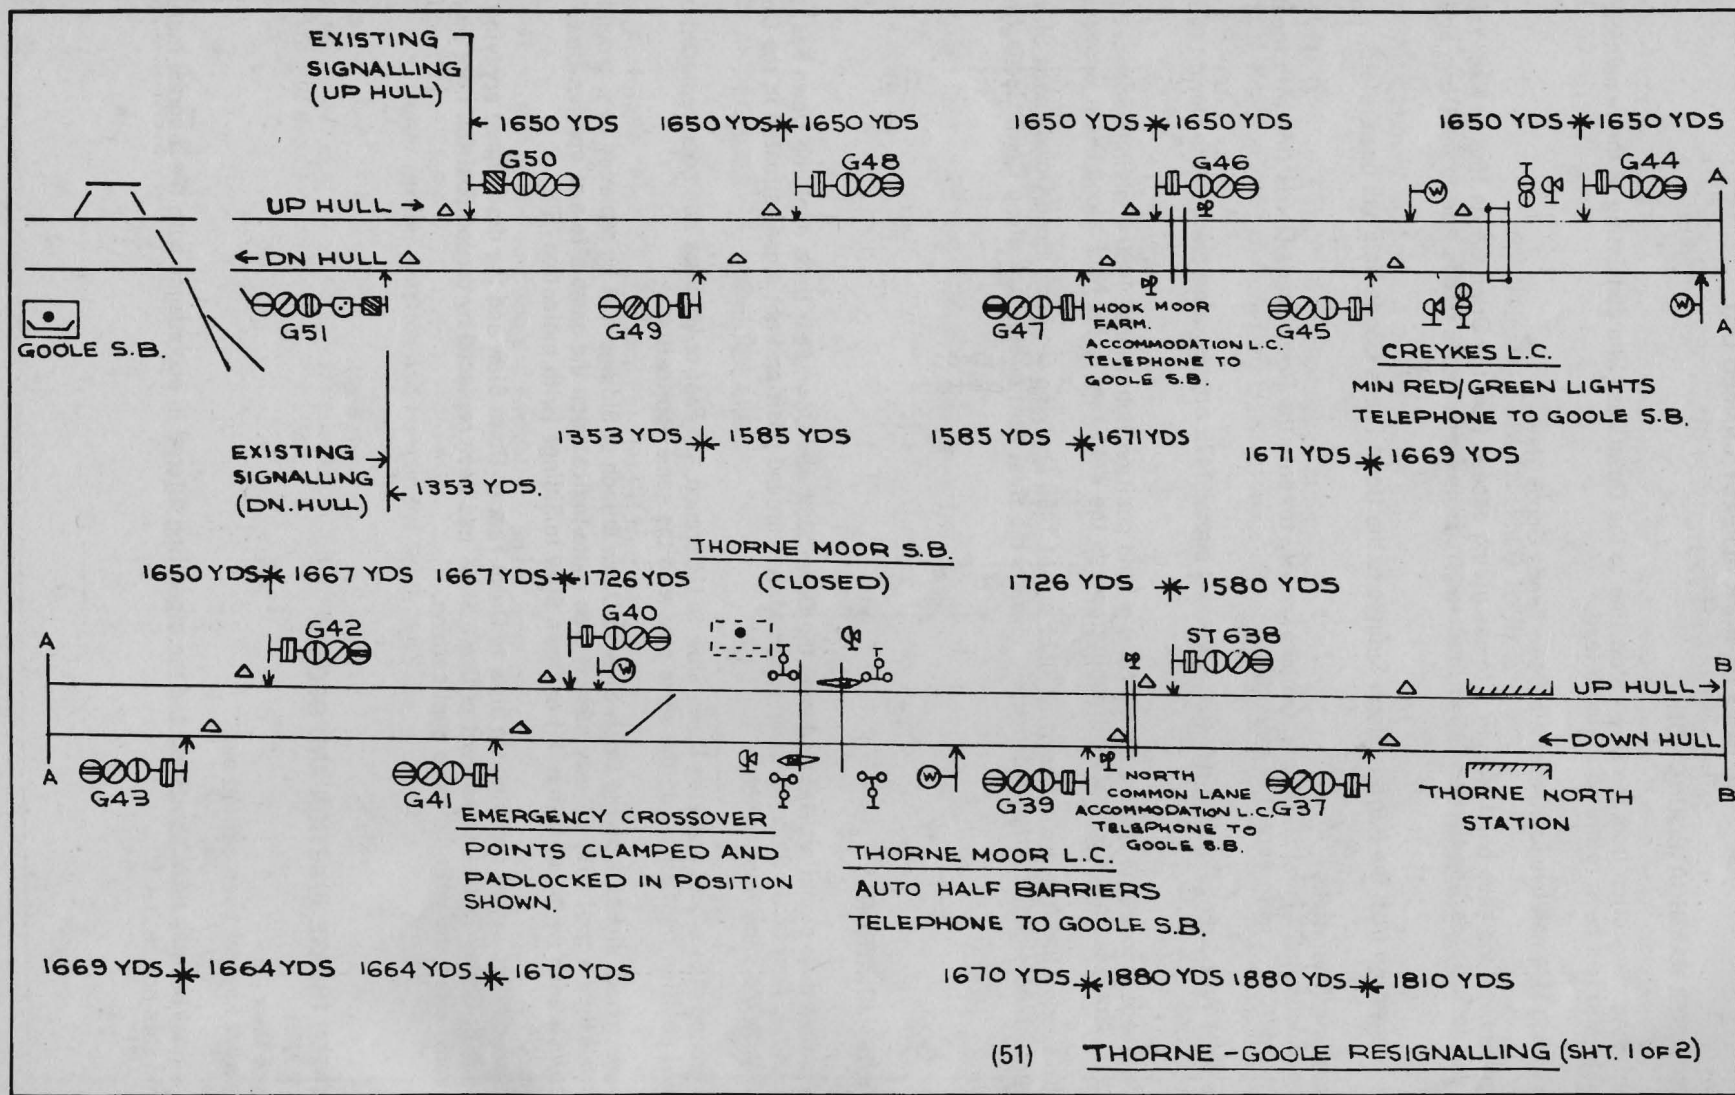 EXISTING
SIGNALLING
(UP HULL)
1650 YDS
1650 YDS 1650 YDS
1650 YDS 1650 YDS
1650 YDS 1650 YDS
G50
G48
G46
G44
UP HULL
W
A
DN HULL
G51
G49
G47
G45
W
A
GOOLE S.B.
HOOK MOOR
FARM.
ACCOMMODATION L.C.
TELEPHONE TO
GOOLE S.B.
CREYKES L.C.
MIN RED/GREEN LIGHTS
TELEPHONE TO GOOLE S.B.
EXISTING
SIGNALLING
(DN. HULL)
1353 YDS.
1353 YDS 1585 YDS
1585 YDS 1671 YDS
1671 YDS 1669 YDS
THORNE MOOR S.B.
(CLOSED)
1650 YDS 1667 YDS
1667 YDS 1726 YDS
1726 YDS 1580 YDS
A
G42
G40
W
ST 638
B
UP HULL
DOWN HULL
A
G43
G41
W
G39
G37
B
EMERGENCY CROSSOVER
POINTS CLAMPED AND
PADLOCKED IN POSITION
SHOWN.
THORNE MOOR L.C.
AUTO HALF BARRIERS
TELEPHONE TO GOOLE S.B.
NORTH
COMMON LANE
ACCOMMODATION L.C.
TELEPHONE TO
GOOLE S.B.
THORNE NORTH
STATION
1669 YDS 1664 YDS
1664 YDS 1670 YDS
1670 YDS 1880 YDS
1880 YDS 1810 YDS
(51) THORNE - GOOLE RESIGNALLING (SHT. 1 OF 2)